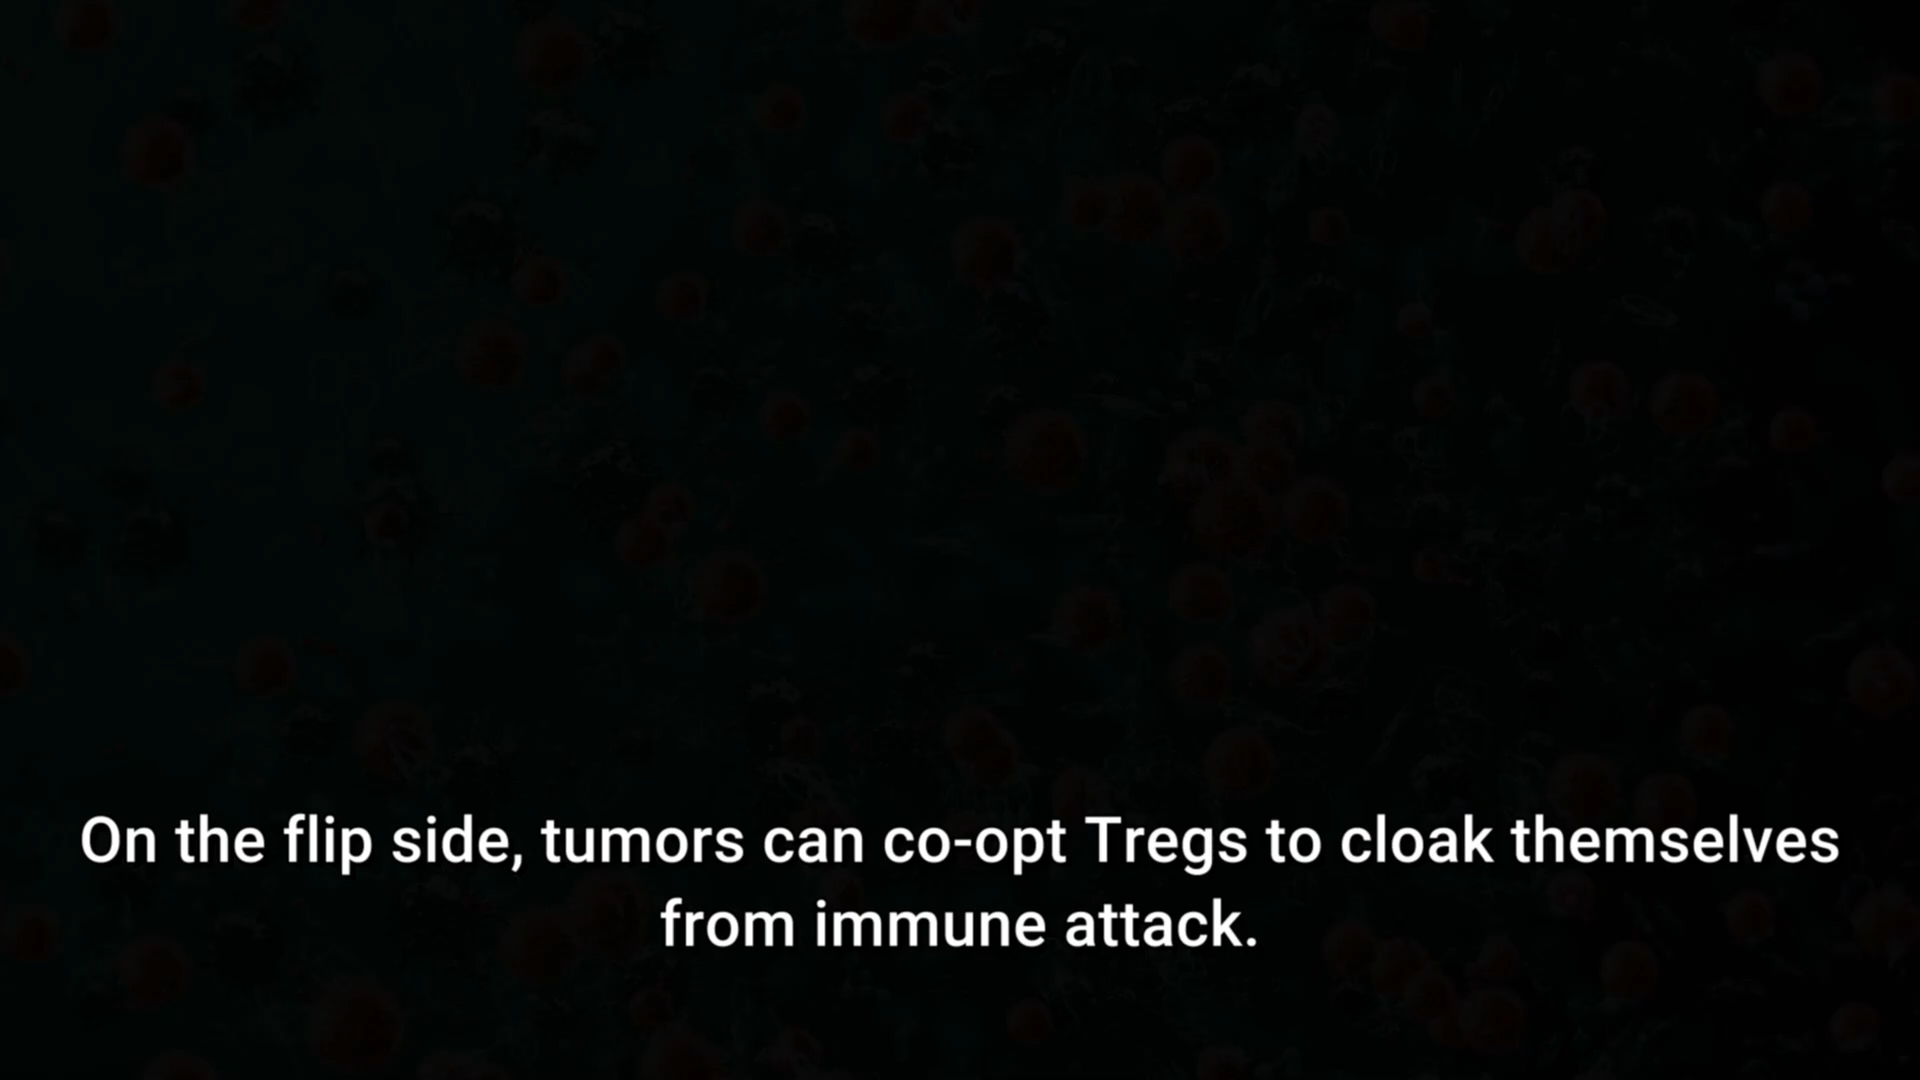 On the flip side, tumors can co-opt Tregs to cloak themselves
from immune attack.